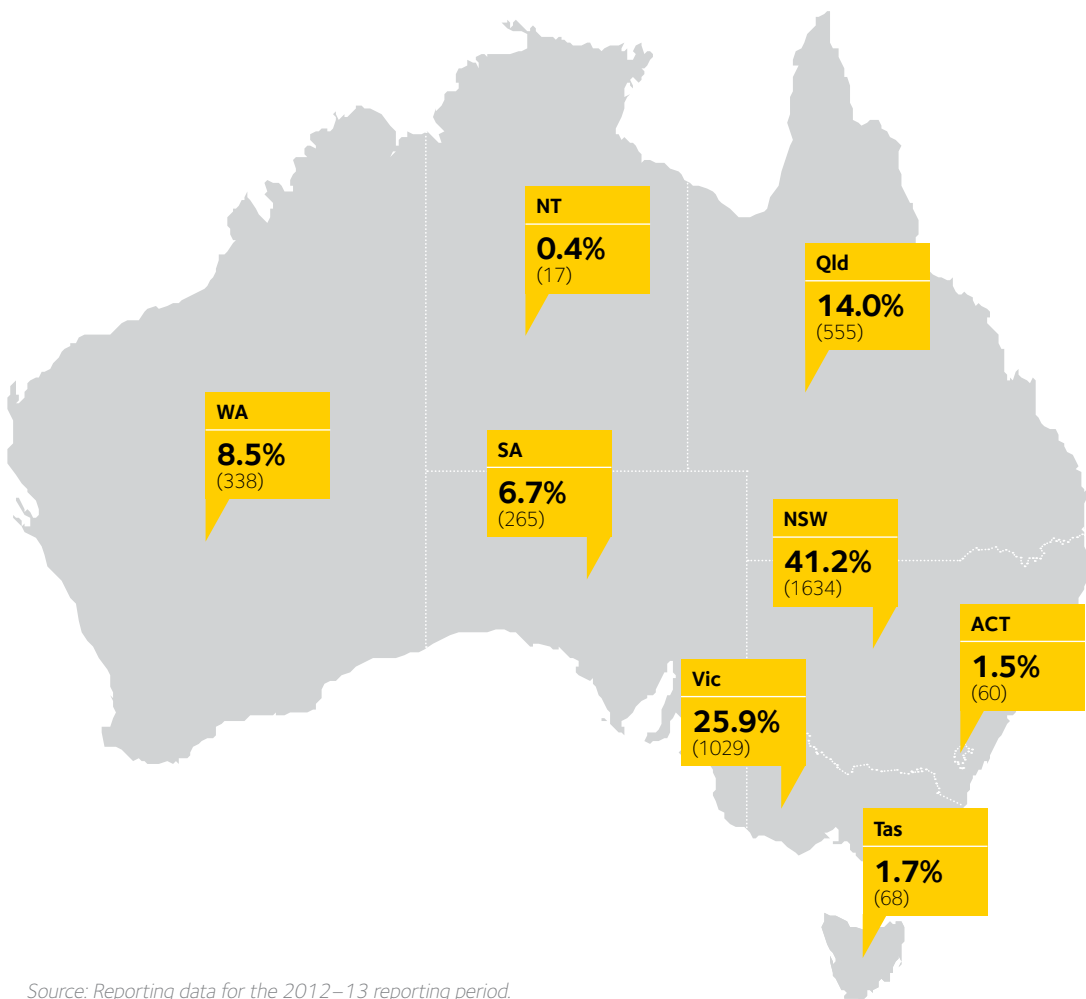 NT
0.4%
(17)
Qld
14.0%
(555)
WA
8.5%
(338)
SA
6.7%
(265)
NSW
41.2%
(1634)
ACT
1.5%
(60)
Vic
25.9%
(1029)
Tas
1.7%
(68)
Source: Reporting data for the 2012–13 reporting period.